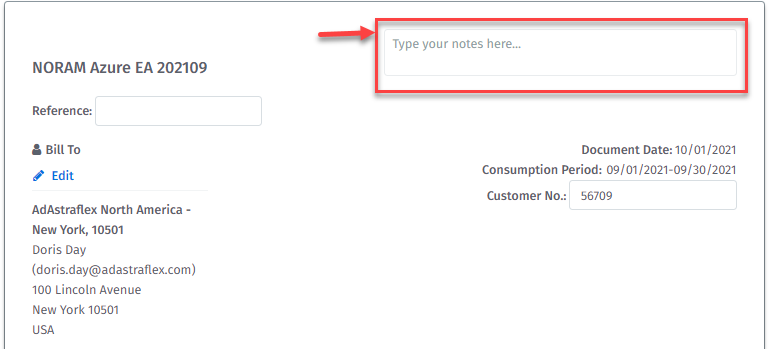 Type your notes here...
NORAM Azure EA 202109
Reference:
Bill To
Edit
AdAstraflex North America -
New York, 10501
Doris Day
(doris.day@adastraflex.com)
100 Lincoln Avenue
New York 10501
USA
Document Date: 10/01/2021
Consumption Period: 09/01/2021-09/30/2021
Customer No.: 56709